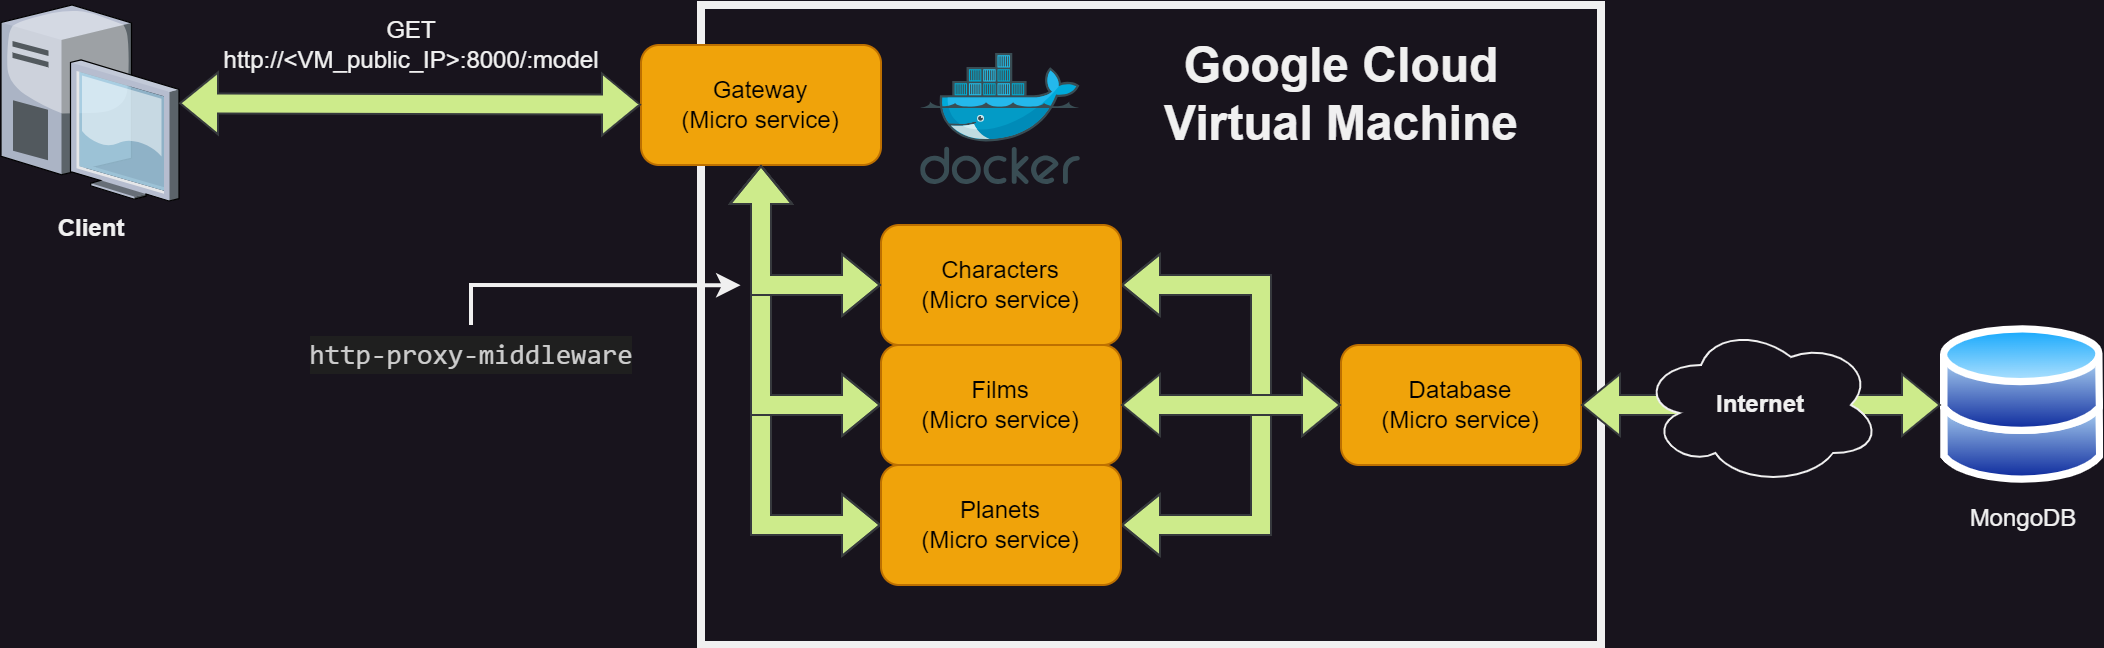 GET
http://<VM_public_IP>:8000/:model
Client
Gateway
(Micro service)
docker
Google Cloud
Virtual Machine
http-proxy-middleware
Characters
(Micro service)
Films
(Micro service)
Planets
(Micro service)
Database
(Micro service)
Internet
MongoDB